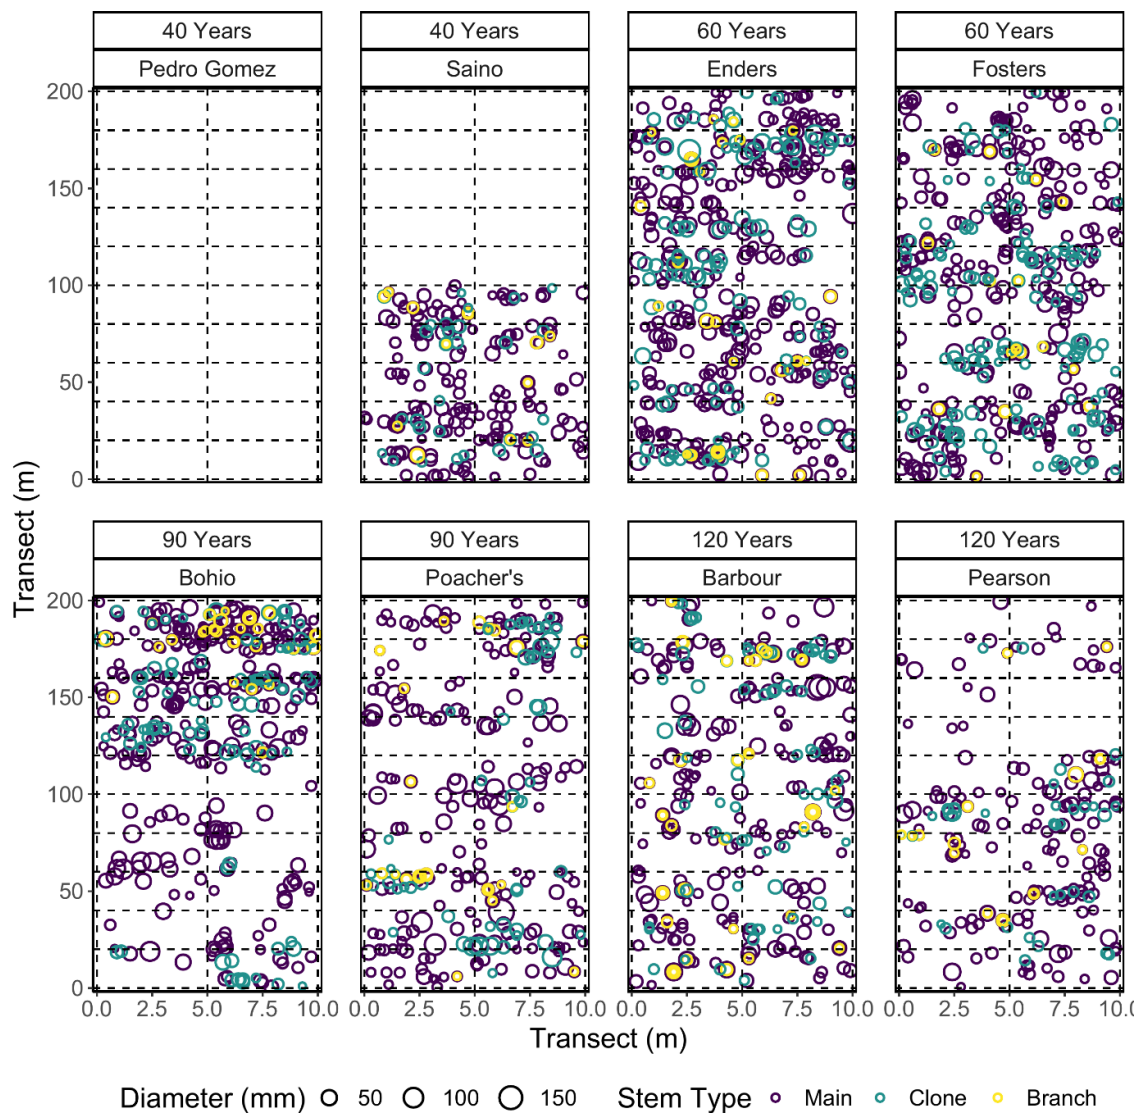 40 Years 40 Years 60 Years 60 Years
Pedro Gomez Saino Enders Fosters
200
150
100
50
0
Transect (m)
90 Years 90 Years 120 Years 120 Years
Bohio Poacher's Barbour Pearson
200
150
100
50
0
0.0 2.5 5.0 7.5 10.0 0.0 2.5 5.0 7.5 10.0 0.0 2.5 5.0 7.5 10.0 0.0 2.5 5.0 7.5 10.0
Transect (m)
Diameter (mm) 50 100 150 Stem Type Main Clone Branch